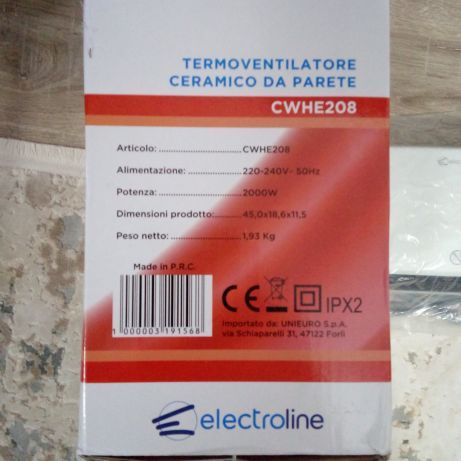 TERMOVENTILATORE
CERAMICO DA PARETE
CWHE208
Articolo: CWHE208
Alimentazione: 220-240V~ 50Hz
Potenza: 2000W
Dimensioni prodotto: 45,0x18,6x11,5
Peso netto: 1,93 Kg
Made in P.R.C.
1 000003 191568
CE IPX2
Importato da: UNIEURO S.p.A.
via Schiaparelli 31, 47122 Forlì
electroline